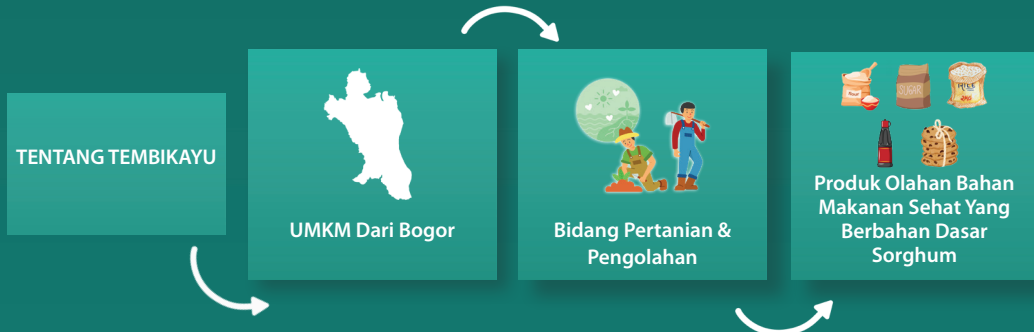 TENTANG TEMBIKAYU
UMKM Dari Bogor
Bidang Pertanian &
Pengolahan
SUGAR
RICE
Produk Olahan Bahan
Makanan Sehat Yang
Berbahan Dasar
Sorghum